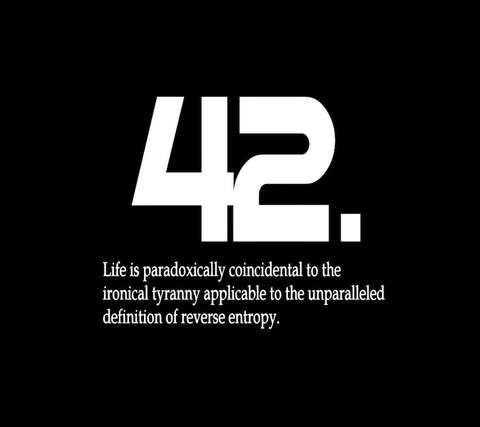 42.
Life is paradoxically coincidental to the
ironical tyranny applicable to the unparalleled
definition of reverse entropy.